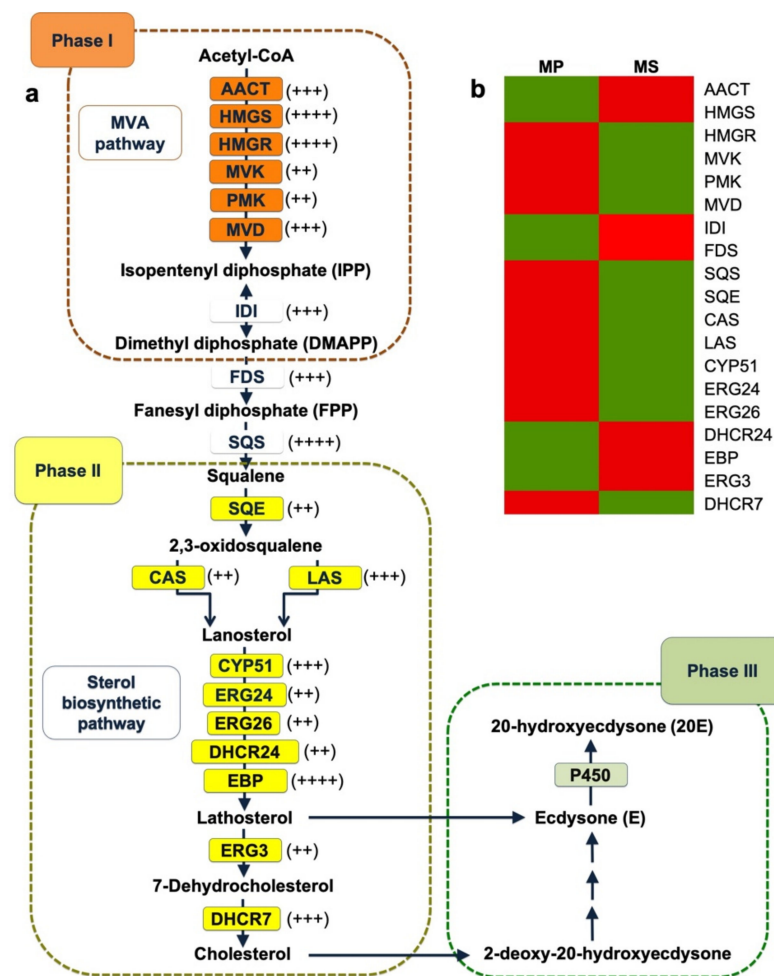 Phase I
a
Acetyl-CoA
AACT (+++)
MVA
pathway
HMGS (++++)
HMGR (++++)
MVK (++)
PMK (++)
MVD (+++)
Isopentenyl diphosphate (IPP)
IDI (+++)
Dimethyl diphosphate (DMAPP)
FDS (+++)
Fanesyl diphosphate (FPP)
SQS (++++)
Phase II
Squalene
SQE (++)
2,3-oxidosqualene
CAS (++) LAS (+++)
Lanosterol
Sterol
biosynthetic
pathway
CYP51 (+++)
ERG24 (++)
ERG26 (++)
DHCR24 (++)
EBP (++++)
Lathosterol
ERG3 (++)
7-Dehydrocholesterol
DHCR7 (+++)
Cholesterol
Phase III
20-hydroxyecdysone (20E)
P450
Ecdysone (E)
2-deoxy-20-hydroxyecdysone
b
MP MS
AACT
HMGS
HMGR
MVK
PMK
MVD
IDI
FDS
SQS
SQE
CAS
LAS
CYP51
ERG24
ERG26
DHCR24
EBP
ERG3
DHCR7